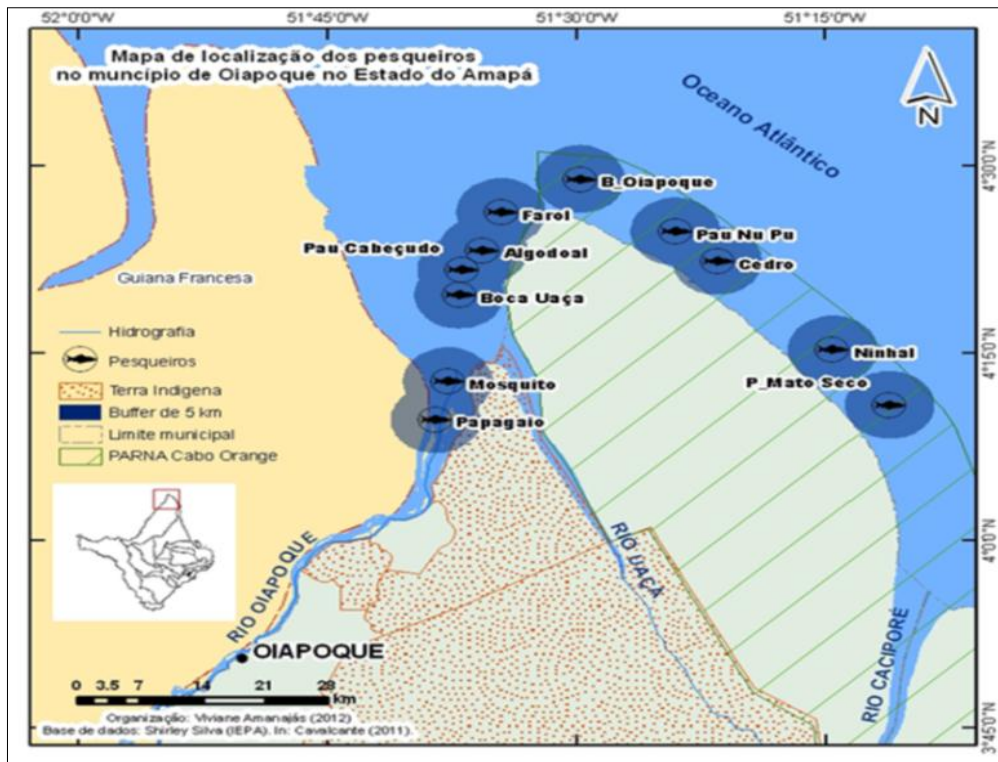 52°0'0"W 51°45'0"W 51°30'0"W 51°15'0"W
Mapa de localização dos pesqueiros
no muncípio de Oiapoque no Estado do Amapá
Oceano Atlântico
N
4°30'0"N
B_Oiapoque
Farol
Pau Nu Pu
Pau Cabeçudo
Algodoal
Cedro
Guiana Francesa
Boca Uaça
Hidrografia
Pesqueiros
Terra Indigena
Buffer de 5 km
Limite municipal
PARNA Cabo Orange
4°15'0"N
Ninhal
Mosquito
P_Mato Seco
Papagaio
4°0'0"N
RIO OIAPOQUE
RIO UAÇÁ
RIO CACIPORÉ
OIAPOQUE
0 3.5 7 14 21 28
km
Organização: Viviane Amanajás (2012)
Base de dados: Shirley Silva (IEPA). In: Cavalcante (2011).
3°45'0"N